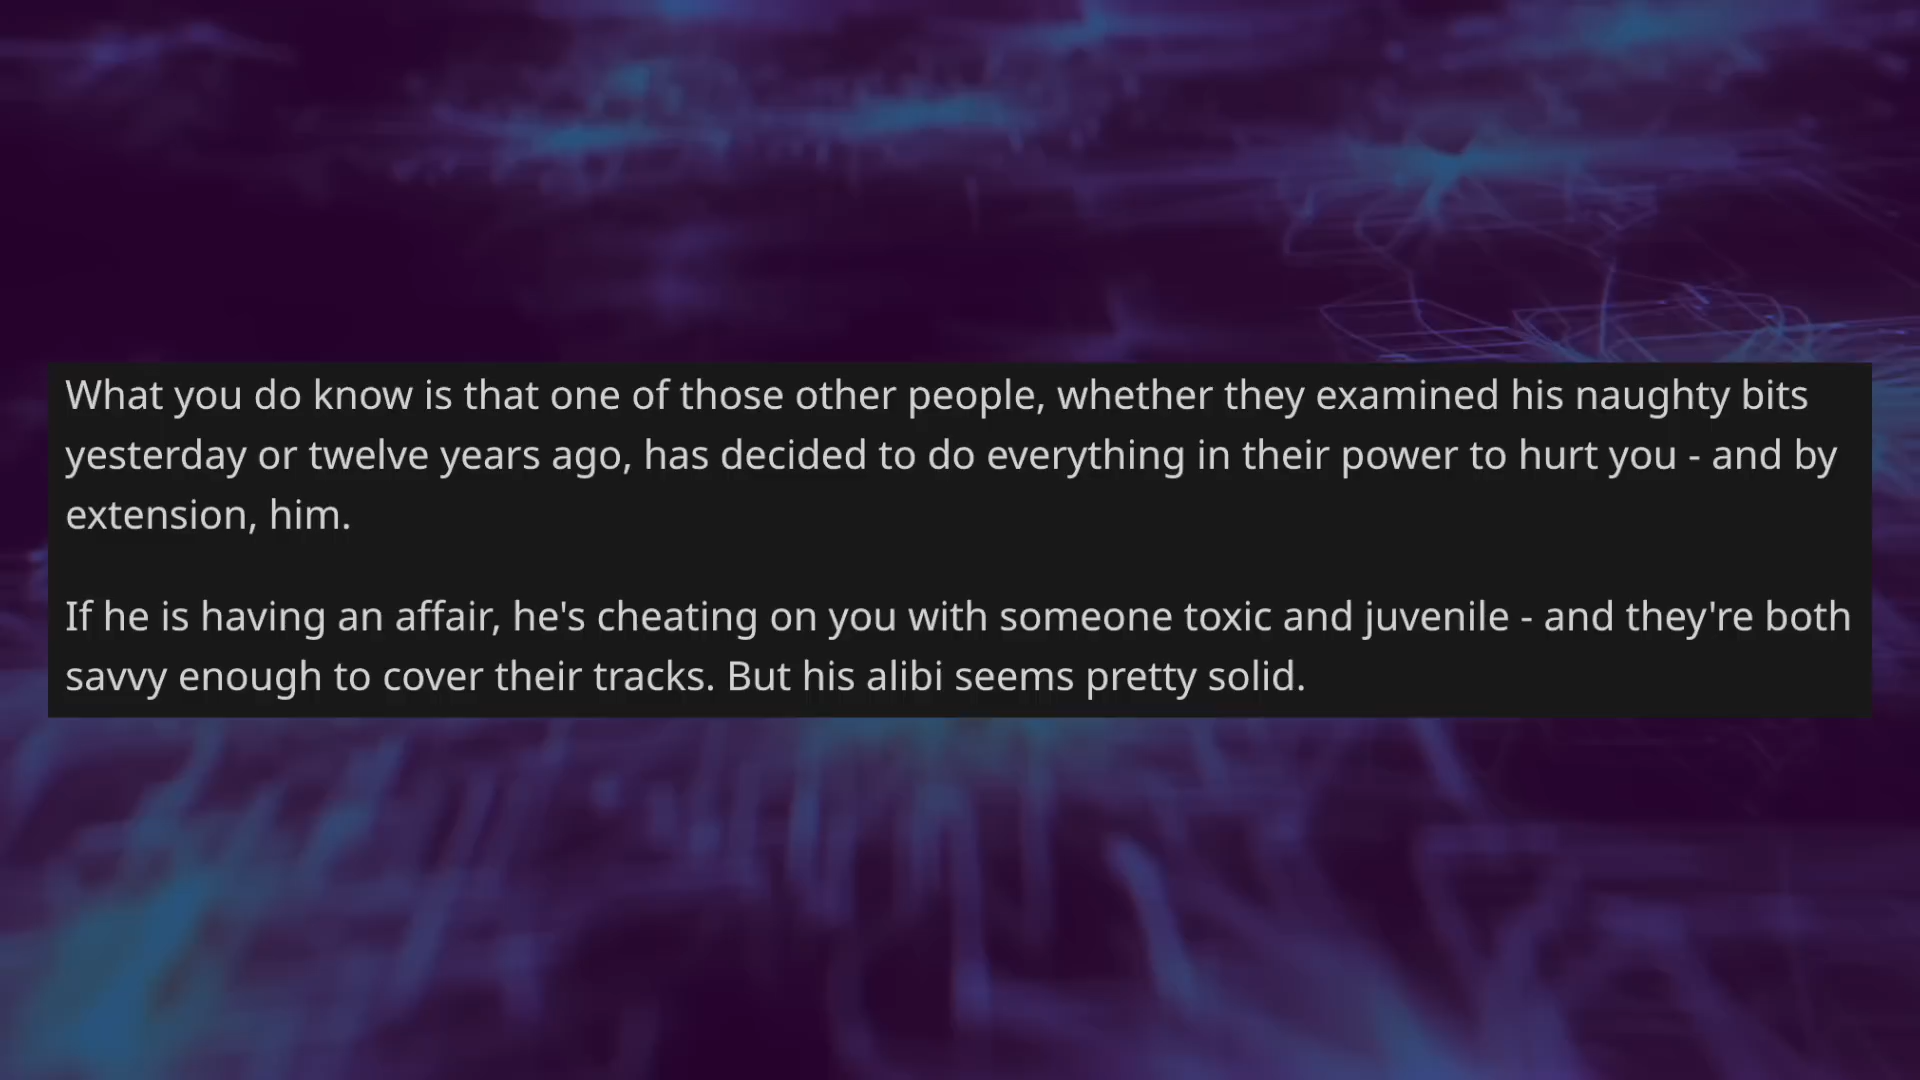 What you do know is that one of those other people, whether they examined his naughty bits
yesterday or twelve years ago, has decided to do everything in their power to hurt you - and by
extension, him.
If he is having an affair, he's cheating on you with someone toxic and juvenile - and they're both
savvy enough to cover their tracks. But his alibi seems pretty solid.